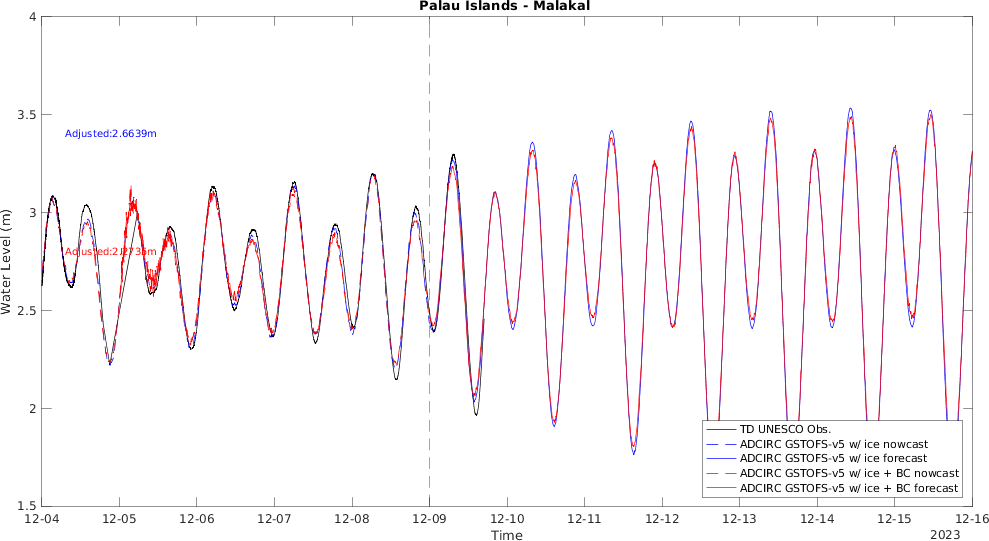 Palau Islands - Malakal
4
3.5
3
2.5
2
1.5
Water Level (m)
Adjusted:2.6639m
12-04
12-05
12-06
12-07
12-08
12-09
12-10
12-11
12-12
12-13
12-14
12-15
12-16
Time
2023
TD UNESCO Obs.
ADCIRC GSTOFS-v5 w/ ice nowcast
ADCIRC GSTOFS-v5 w/ ice forecast
ADCIRC GSTOFS-v5 w/ ice + BC nowcast
ADCIRC GSTOFS-v5 w/ ice + BC forecast